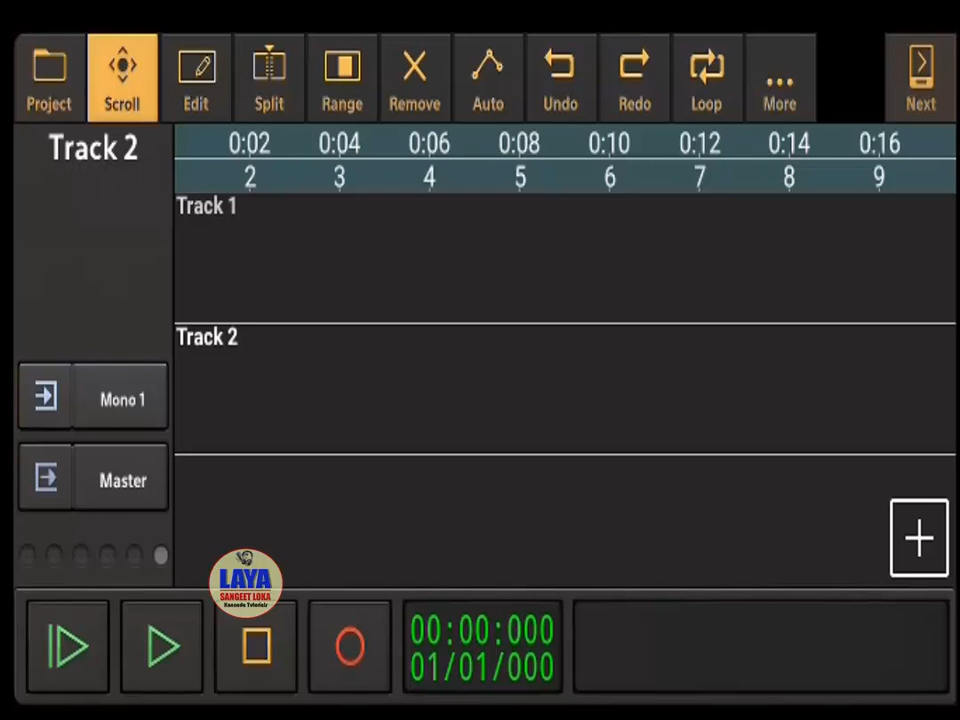 Project Scroll Edit Split Range Remove Auto Undo Redo Loop More Next
Track 2
0:02 0:04 0:06 0:08 0:10 0:12 0:14 0:16
2 3 4 5 6 7 8 9
Track 1
Track 2
Mono 1
Master
LAYA
SANGEET LOKA
Kannada Tutorials
00:00:000
01/01/000